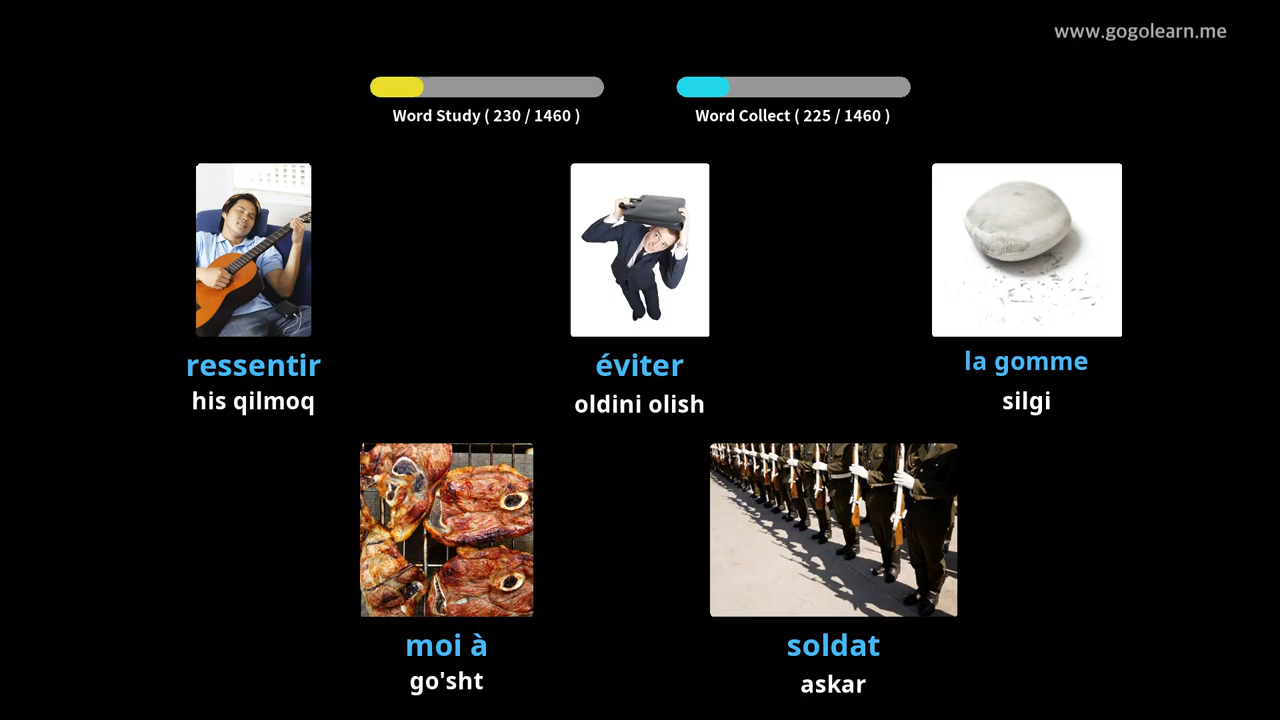 www.gogolearn.me
Word Study ( 230 / 1460 )
Word Collect ( 225 / 1460 )
ressentir
his qilmoq
éviter
oldini olish
la gomme
silgi
moi à
go'sht
soldat
askar